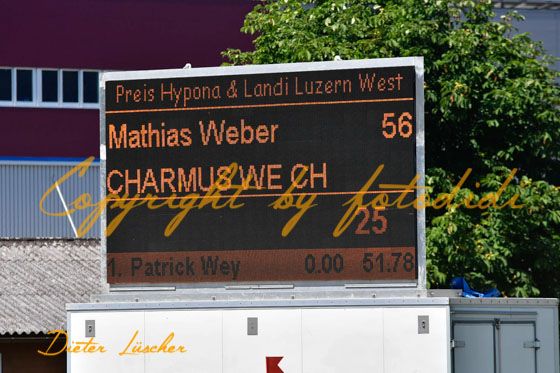 Preis Hypona & Landi Luzern West
Mathias Weber 56
CHARMUS WE CH
Copyright by fotodidi
25
1. Patrick Wey 0.00 51.78
Dieter Lüscher